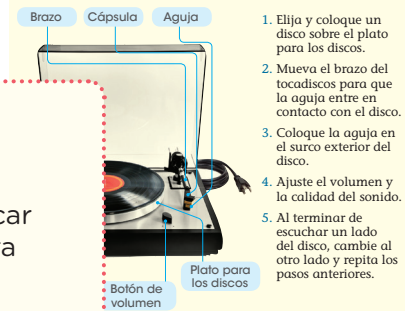 Brazo Cápsula Aguja
car
a
Plato para
los discos
Botón de
volumen
1. Elija y coloque un
disco sobre el plato
para los discos.
2. Mueva el brazo del
tocadiscos para que
la aguja entre en
contacto con el disco.
3. Coloque la aguja en
el surco exterior del
disco.
4. Ajuste el volumen y
la calidad del sonido.
5. Al terminar de
escuchar un lado
del disco, cambie al
otro lado y repita los
pasos anteriores.